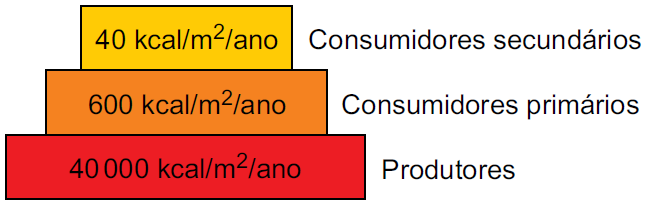 40 kcal/m²/ano Consumidores secundários
600 kcal/m²/ano Consumidores primários
40 000 kcal/m²/ano Produtores